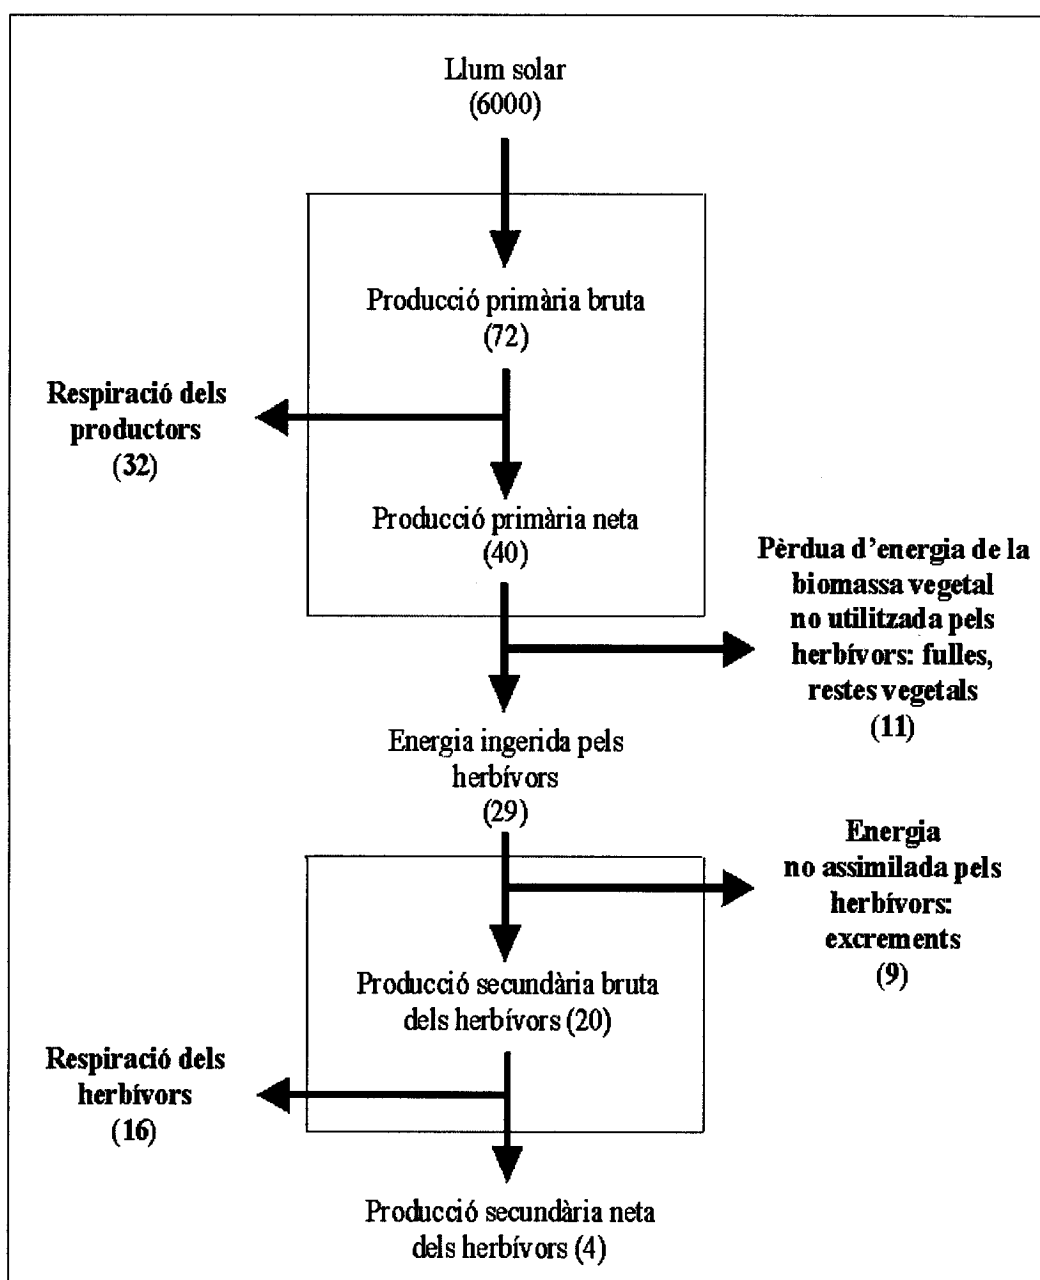 Llum solar
(6000)
Producció primària bruta
(72)
Respiració dels
productors
(32)
Producció primària neta
(40)
Pèrdua d'energia de la
biomassa vegetal
no utilitzada pels
herbívors: fulles,
restes vegetals
(11)
Energia ingerida pels
herbívors
(29)
Energia
no assimilada pels
herbívors:
excrements
(9)
Producció secundària bruta
dels herbívors (20)
Respiració dels
herbívors
(16)
Producció secundària neta
dels herbívors (4)